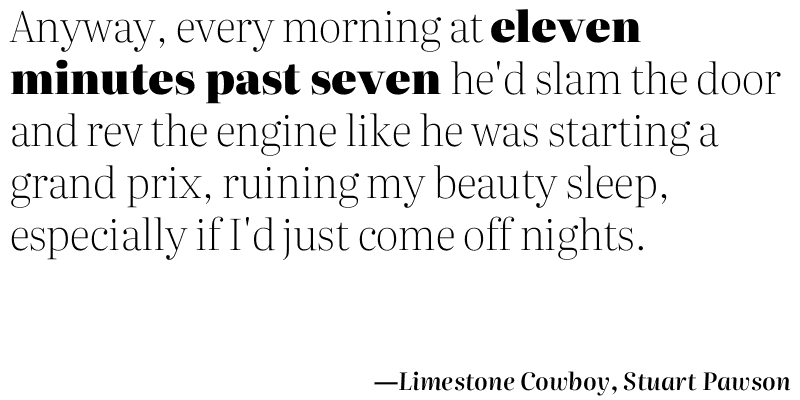 Anyway, every morning at eleven
minutes past seven he'd slam the door
and rev the engine like he was starting a
grand prix, ruining my beauty sleep,
especially if I'd just come off nights.
—Limestone Cowboy, Stuart Pawson